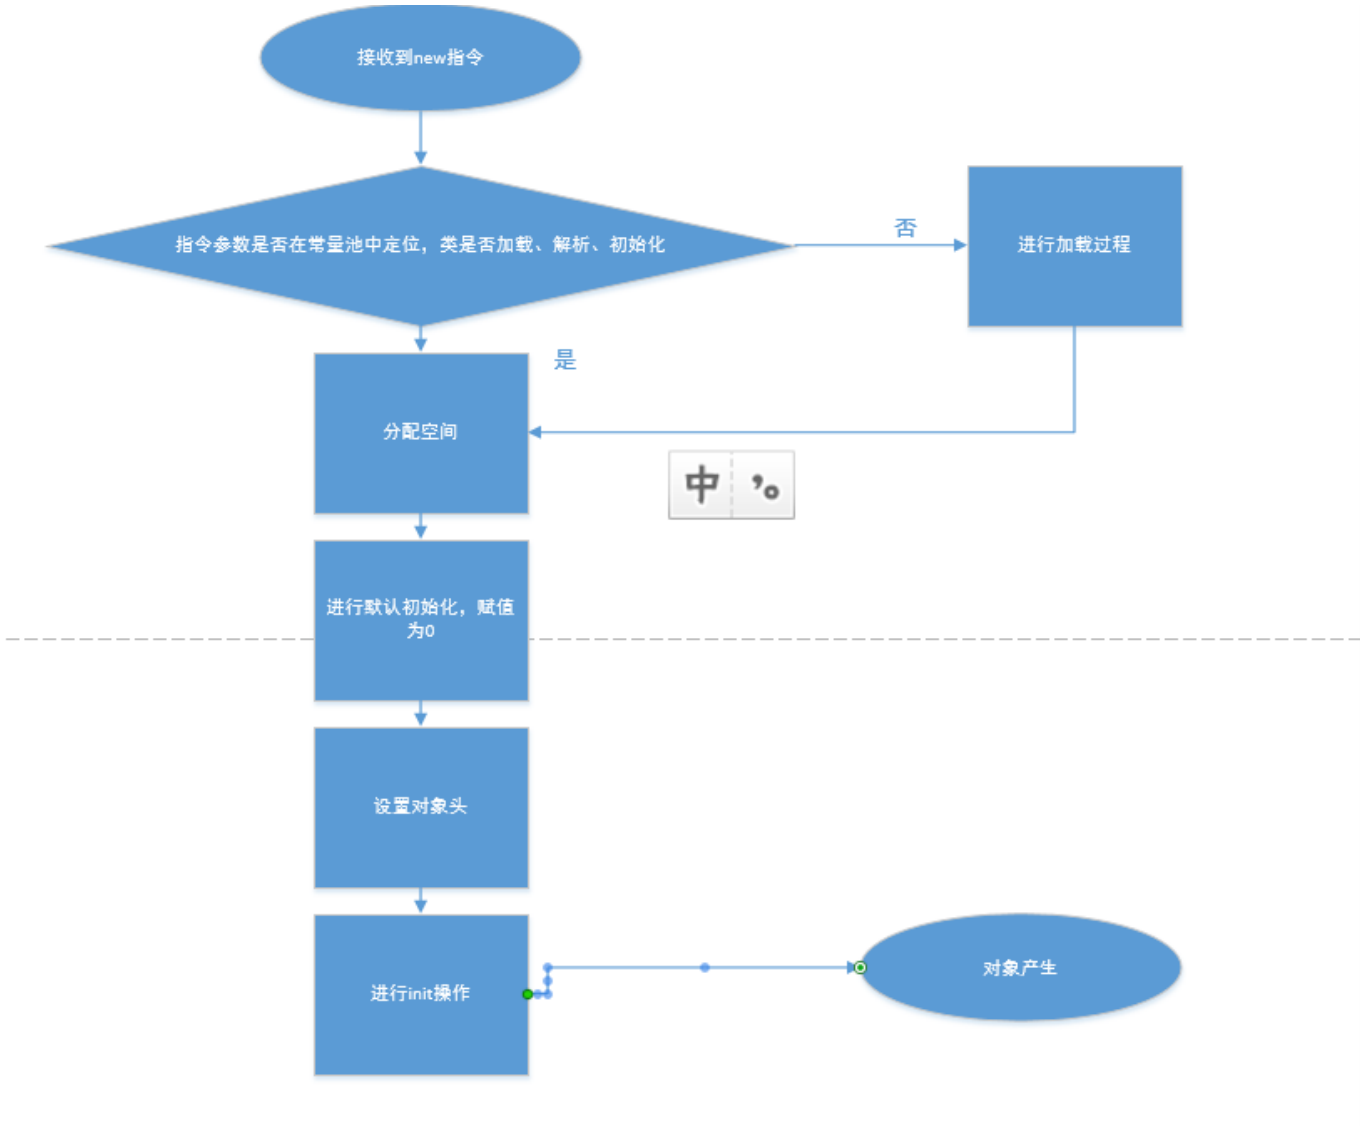 接收到new指令
指令参数是否在常量池中定位，类是否加载、解析、初始化
否
进行加载过程
是
分配空间
中 ’。
进行默认初始化，赋值
为0
设置对象头
进行init操作
对象产生